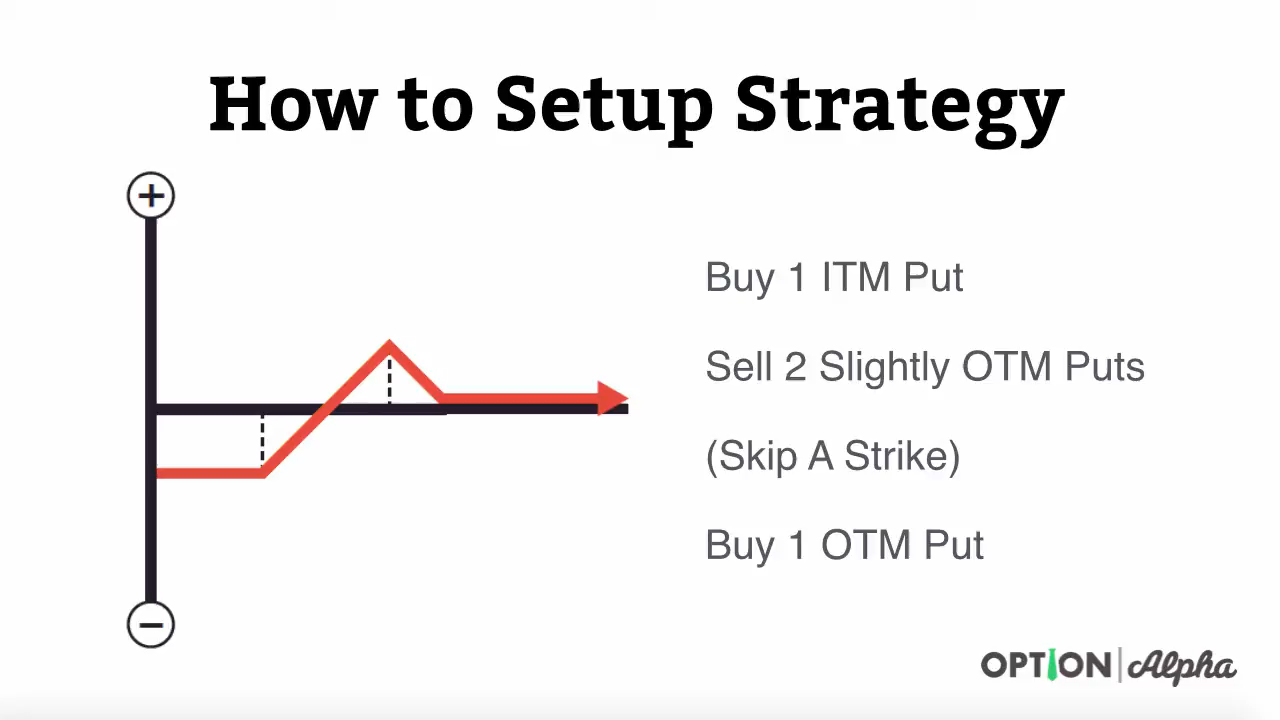 How to Setup Strategy
Buy 1 ITM Put
Sell 2 Slightly OTM Puts
(Skip A Strike)
Buy 1 OTM Put
OPTION | Alpha